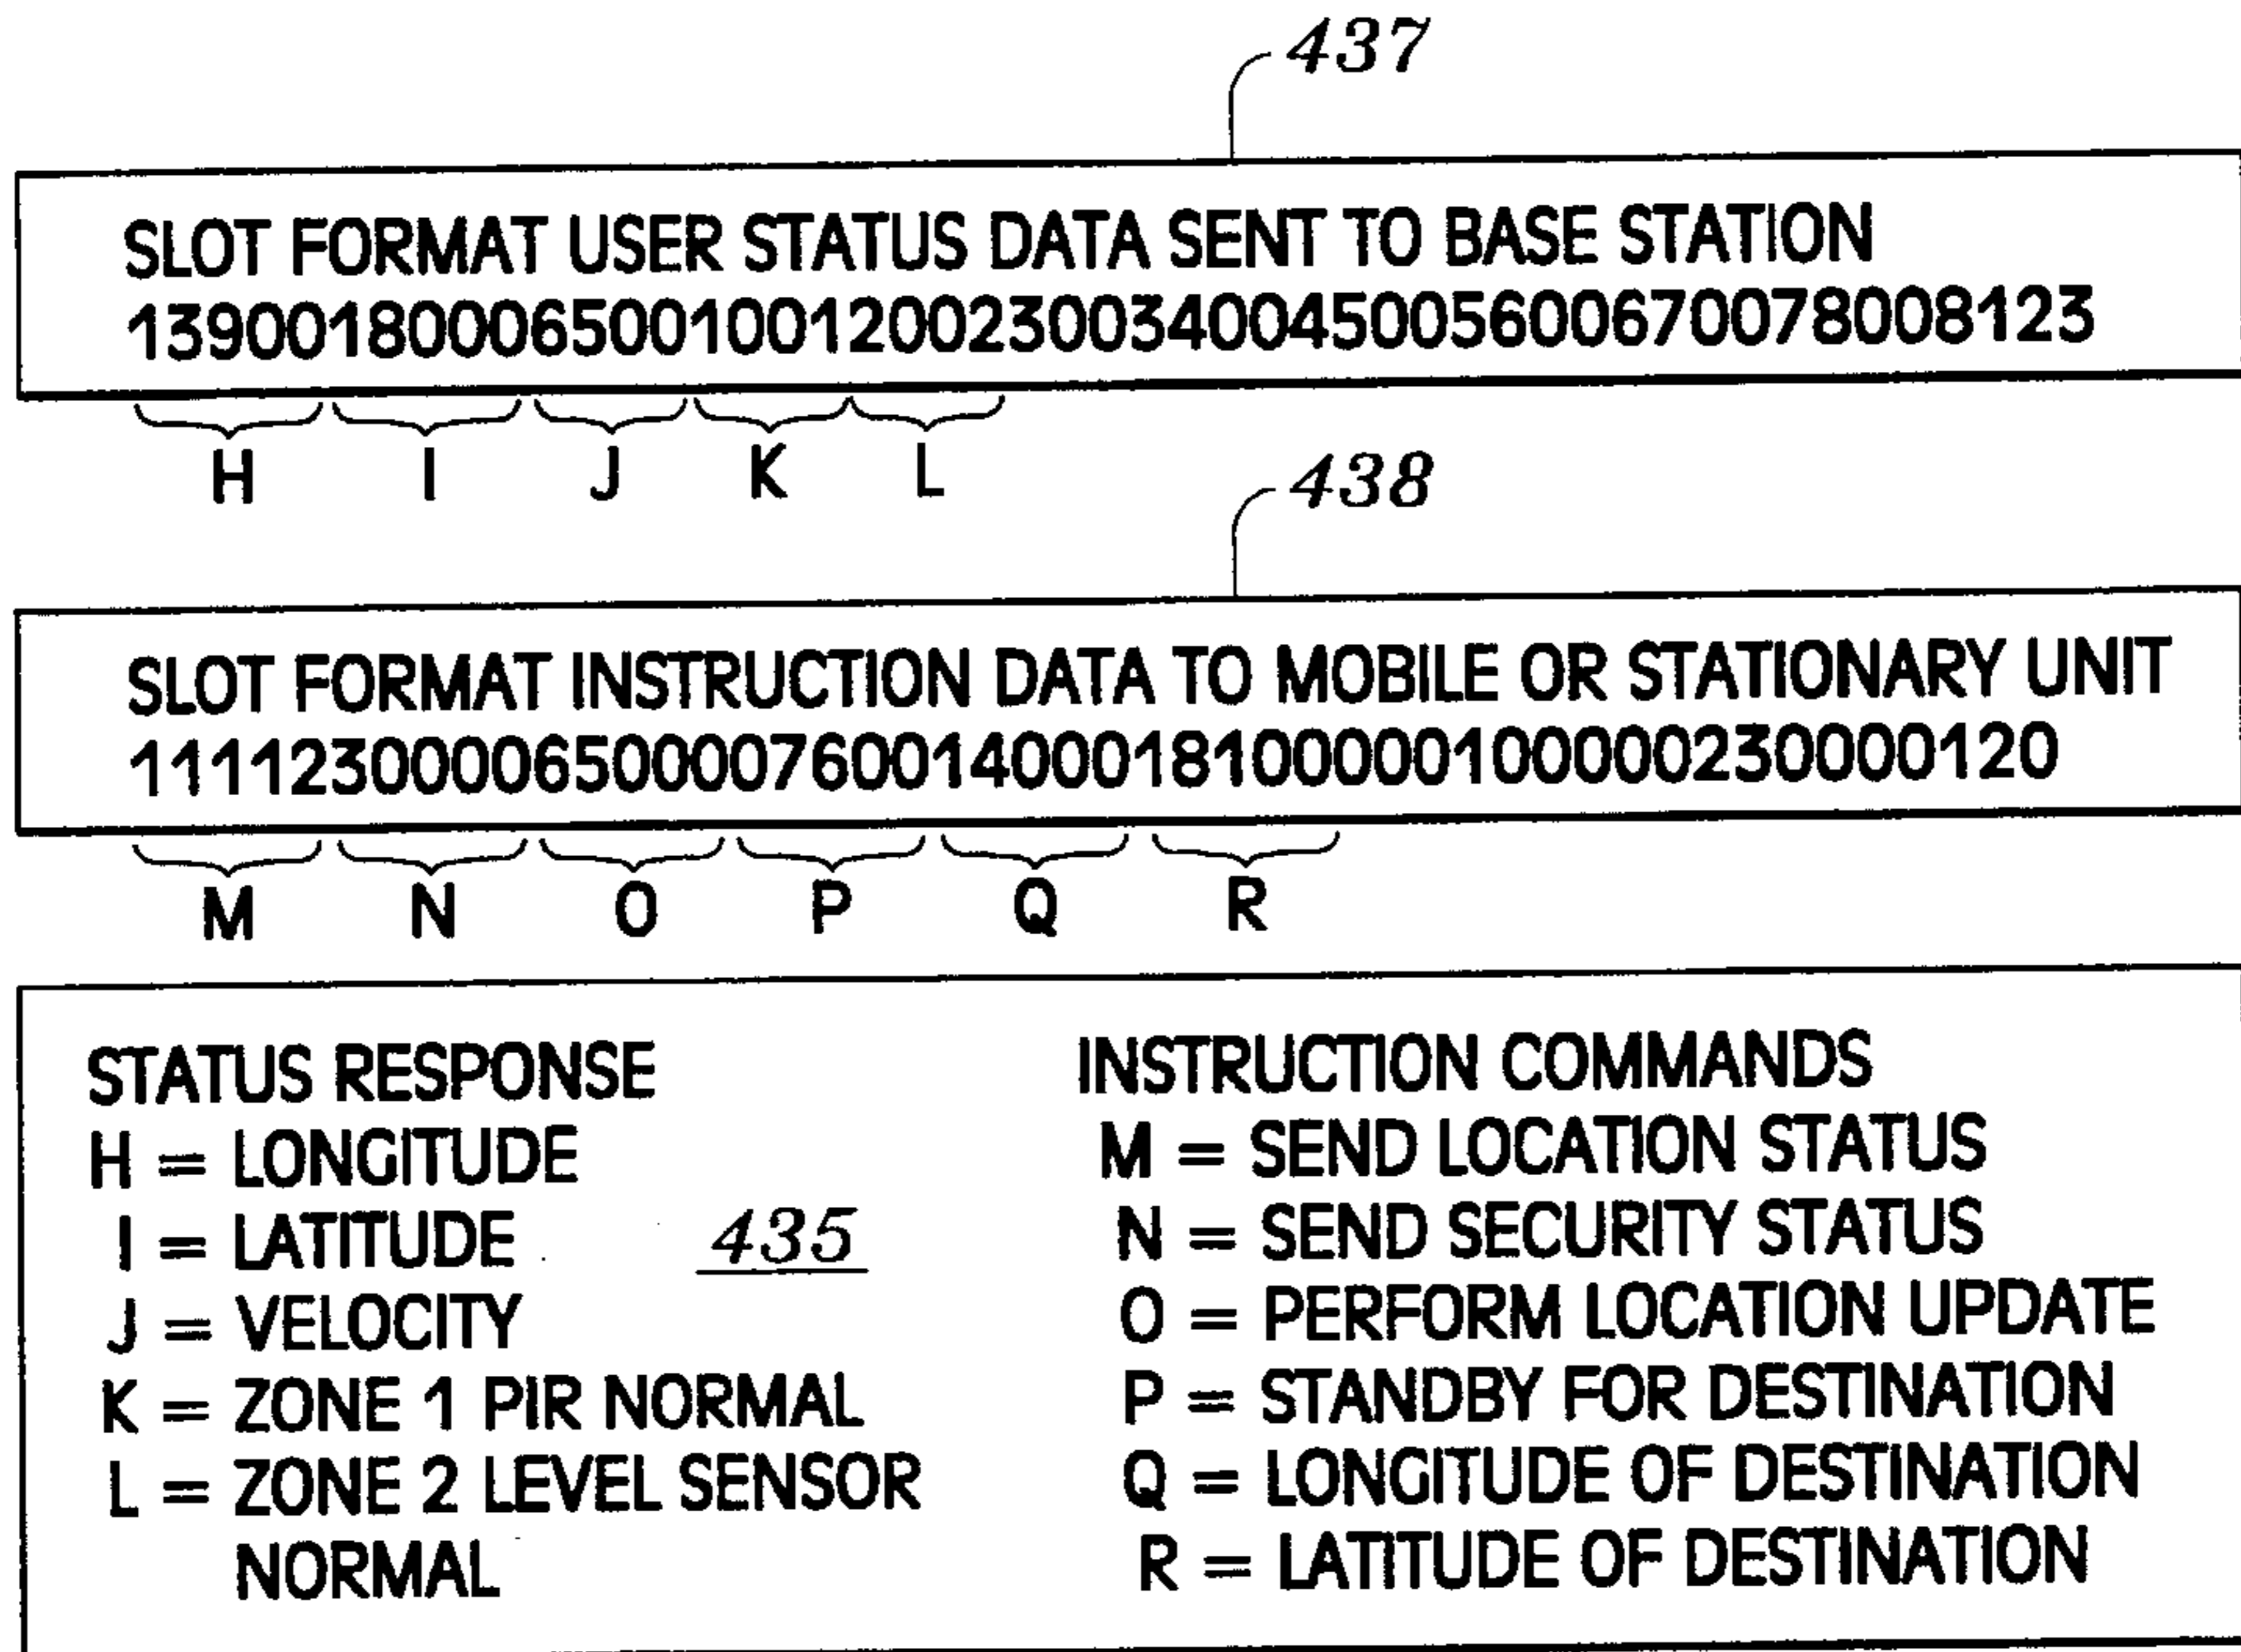 437
SLOT FORMAT USER STATUS DATA SENT TO BASE STATION
1390018000650010012002300340045005600670078008123
H I J K L
438
SLOT FORMAT INSTRUCTION DATA TO MOBILE OR STATIONARY UNIT
111123000065000076001400018100000100000230000120
M N O P Q R
STATUS RESPONSE
H = LONGITUDE
I = LATITUDE
J = VELOCITY
K = ZONE 1 PIR NORMAL
L = ZONE 2 LEVEL SENSOR
NORMAL
435
INSTRUCTION COMMANDS
M = SEND LOCATION STATUS
N = SEND SECURITY STATUS
O = PERFORM LOCATION UPDATE
P = STANDBY FOR DESTINATION
Q = LONGITUDE OF DESTINATION
R = LATITUDE OF DESTINATION